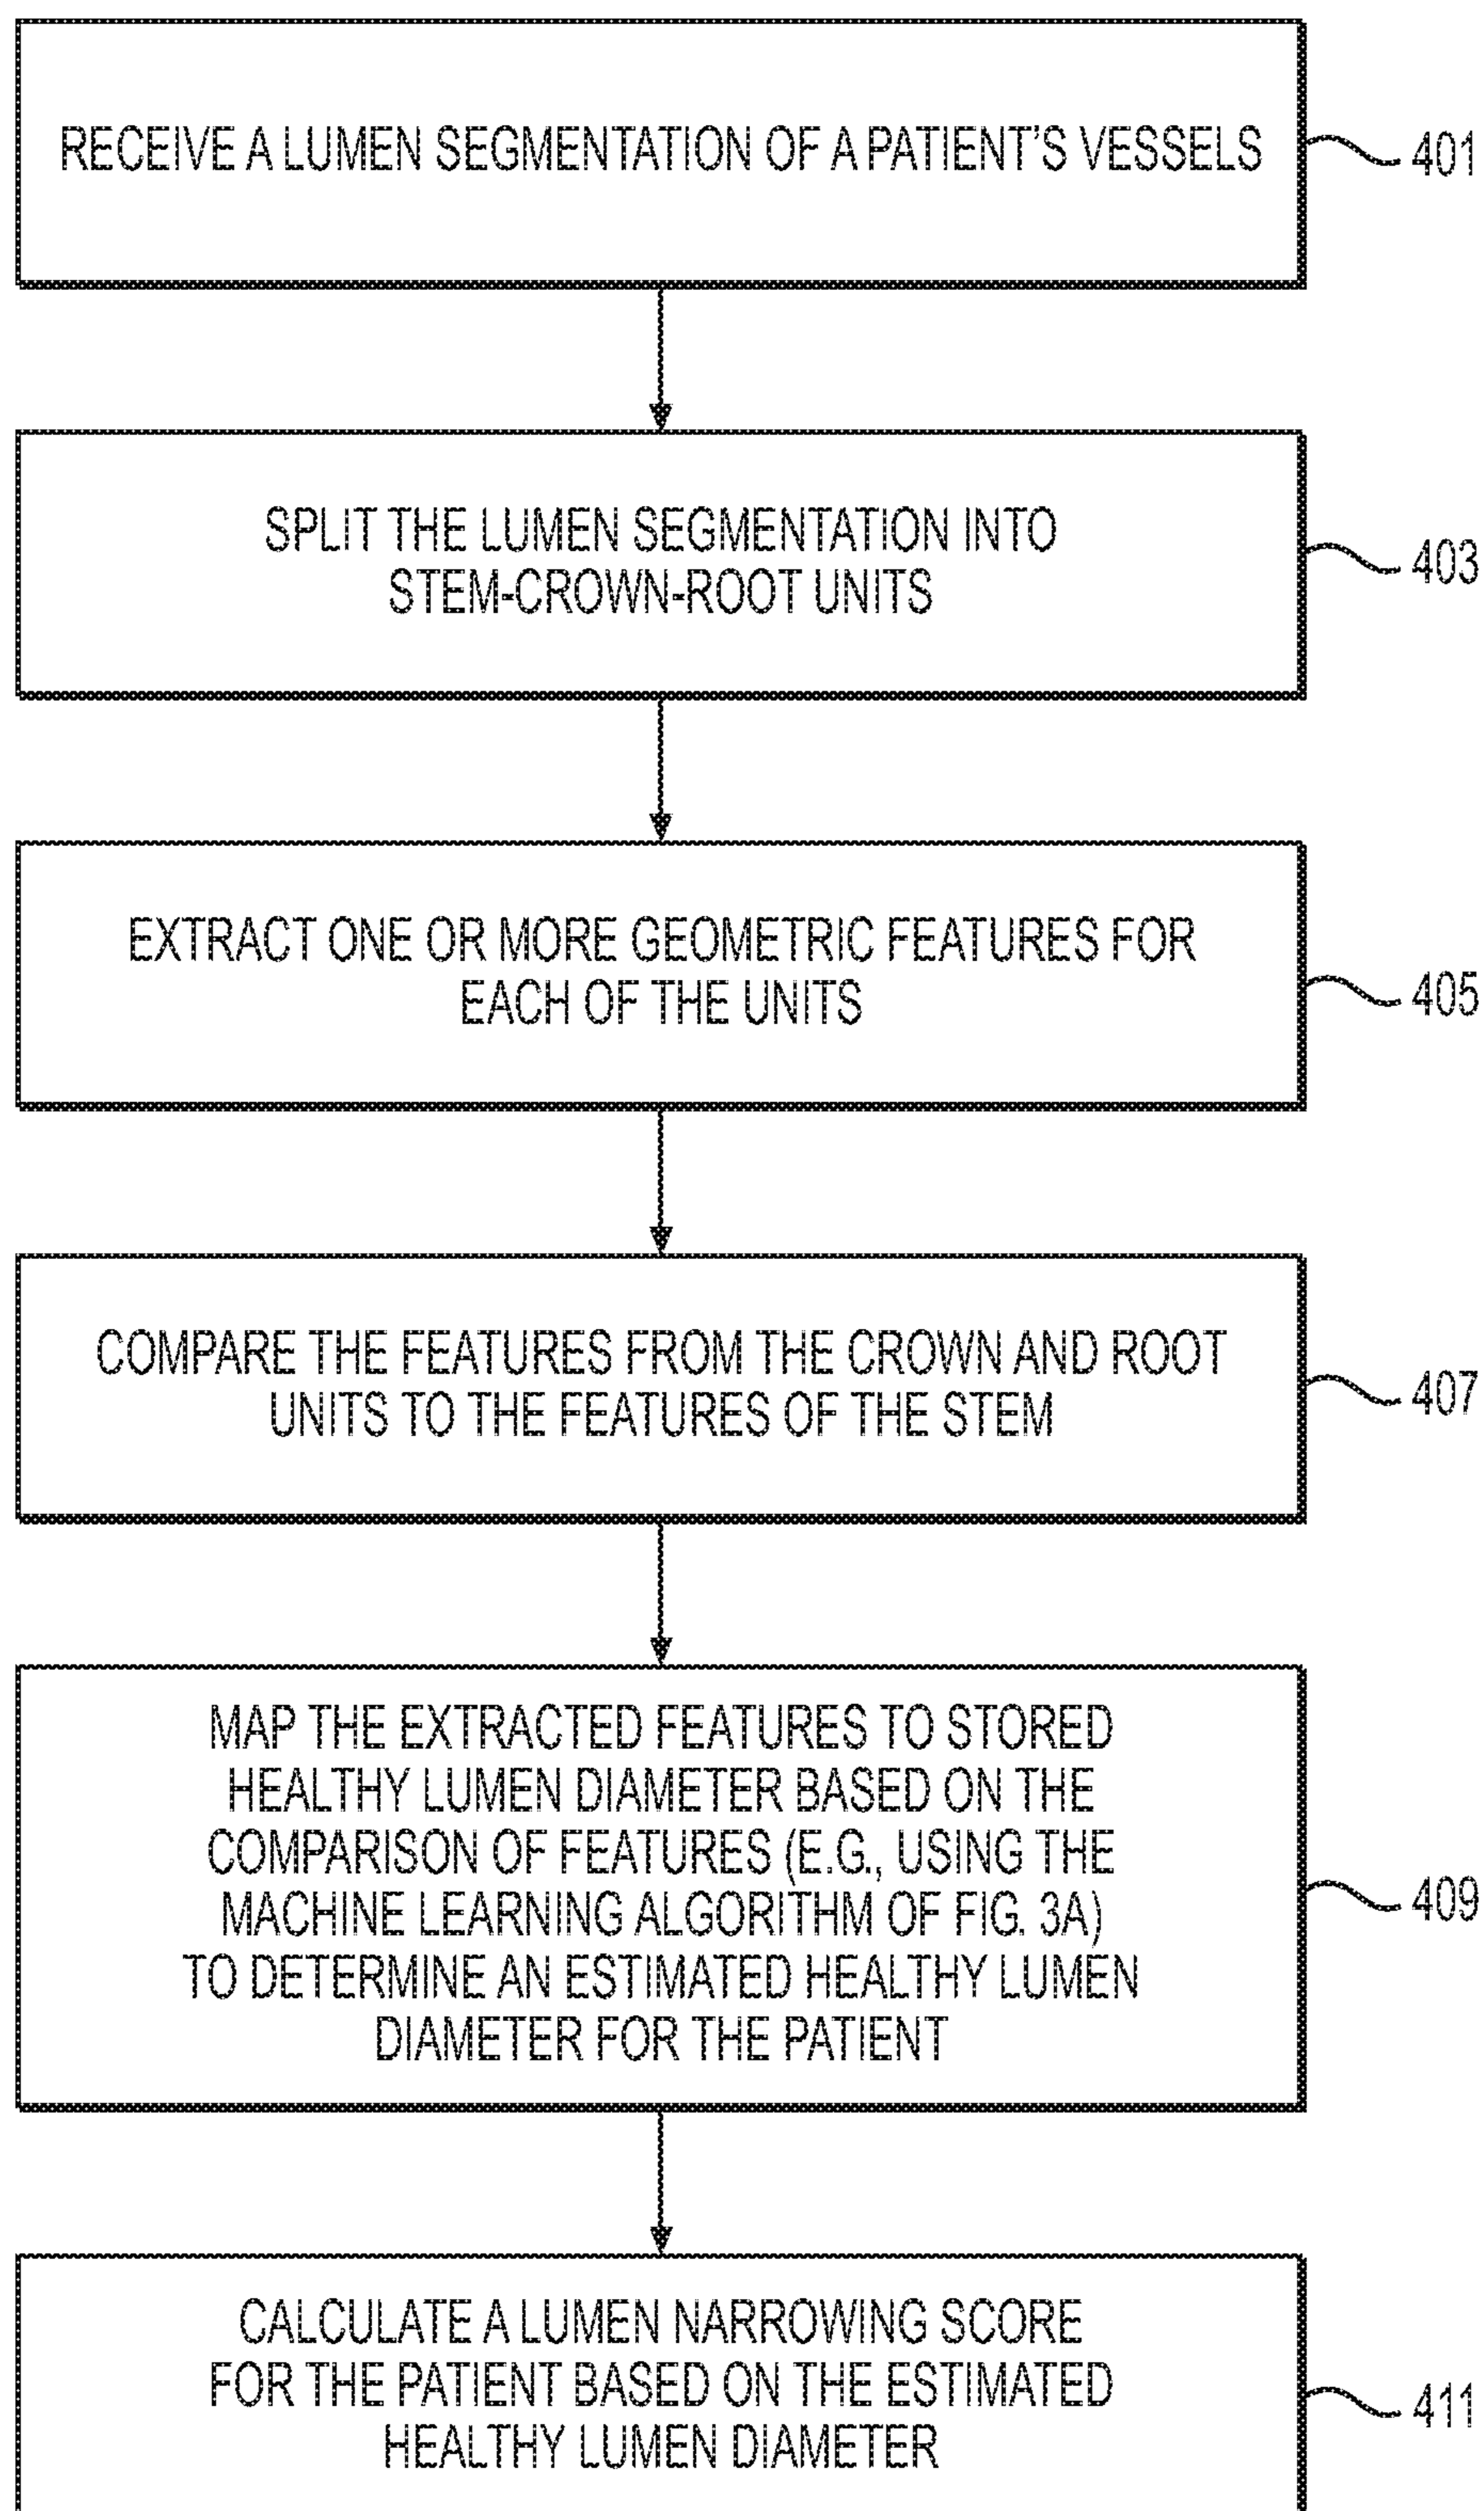 RECEIVE A LUMEN SEGMENTATION OF A PATIENT'S VESSELS
401
SPLIT THE LUMEN SEGMENTATION INTO
STEM-CROWN-ROOT UNITS
403
EXTRACT ONE OR MORE GEOMETRIC FEATURES FOR
EACH OF THE UNITS
405
COMPARE THE FEATURES FROM THE CROWN AND ROOT
UNITS TO THE FEATURES OF THE STEM
407
MAP THE EXTRACTED FEATURES TO STORED
HEALTHY LUMEN DIAMETER BASED ON THE
COMPARISON OF FEATURES (E.G., USING THE
MACHINE LEARNING ALGORITHM OF FIG. 3A)
TO DETERMINE AN ESTIMATED HEALTHY LUMEN
DIAMETER FOR THE PATIENT
409
CALCULATE A LUMEN NARROWING SCORE
FOR THE PATIENT BASED ON THE ESTIMATED
HEALTHY LUMEN DIAMETER
411